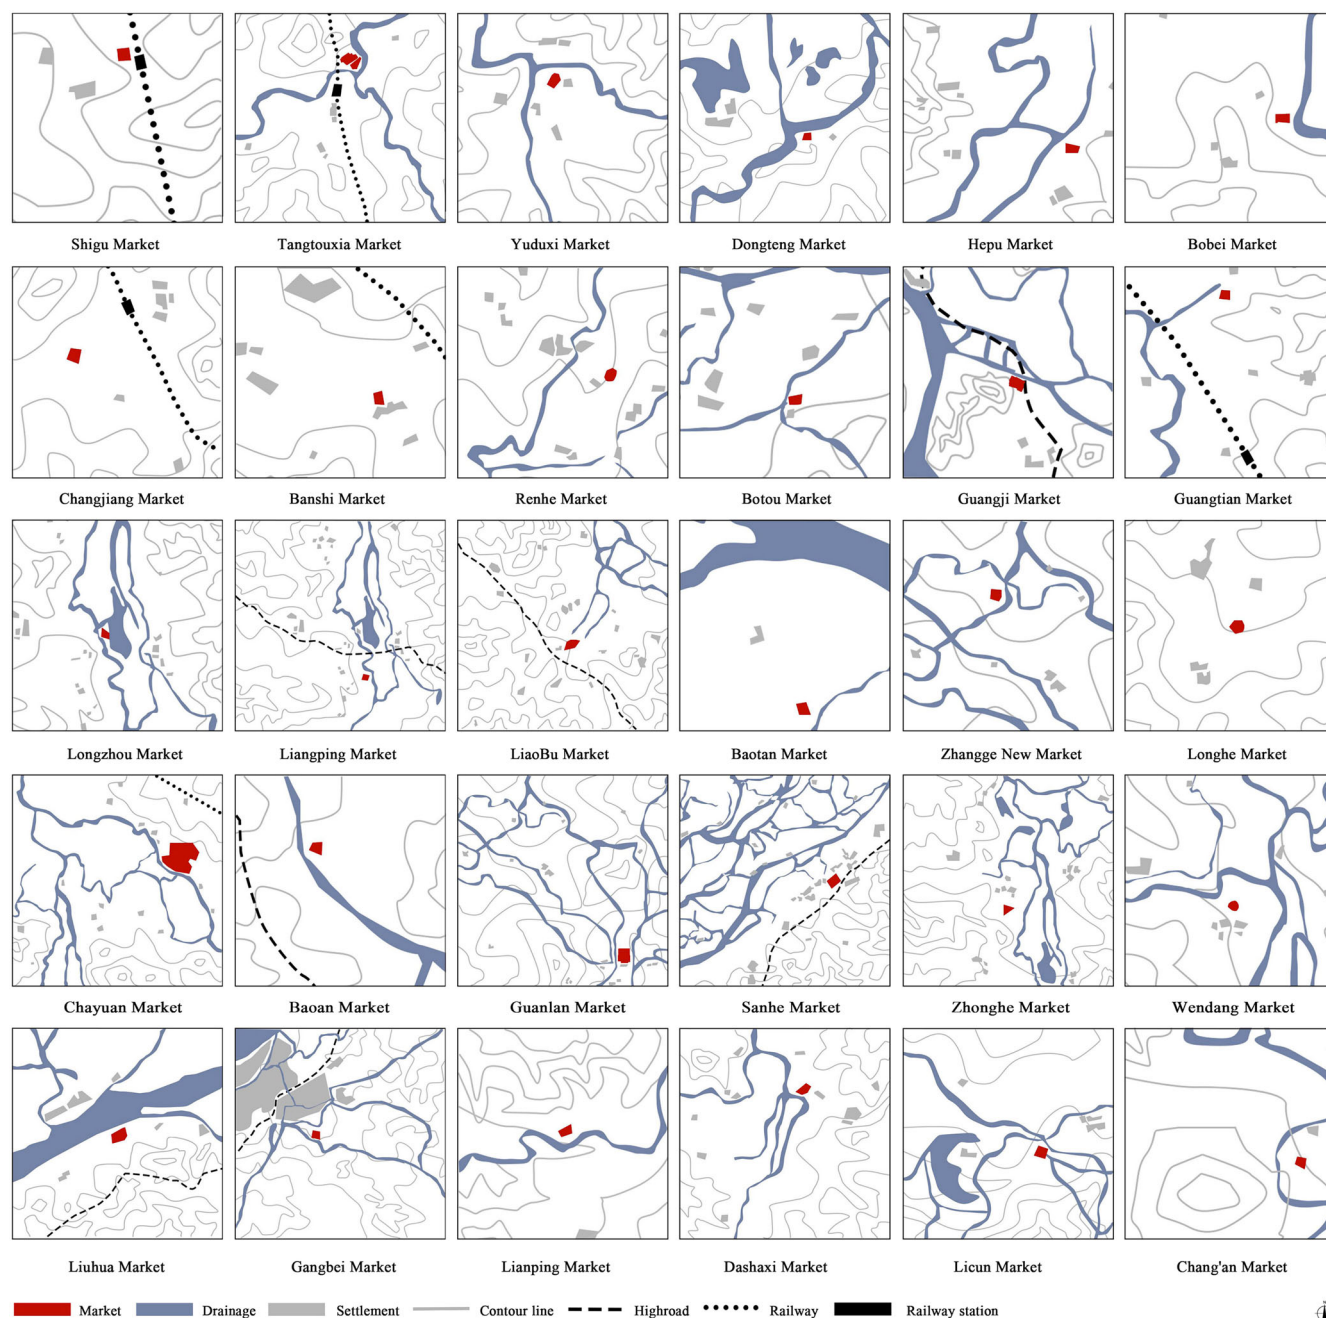 Shigu Market Tangtouxia Market Yuduxi Market Dongteng Market Hepu Market Bobei Market
Changjiang Market Banshi Market Renhe Market Botou Market Guangji Market Guangtian Market
Longzhou Market Liangping Market LiaoBu Market Baotan Market Zhangge New Market Longhe Market
Chayuan Market Baoan Market Guanlan Market Sanhe Market Zhonghe Market Wendang Market
Liuhua Market Gangbei Market Lianping Market Dashaxi Market Licun Market Chang'an Market
Market Drainage Settlement Contour line Highroad Railway Railway station